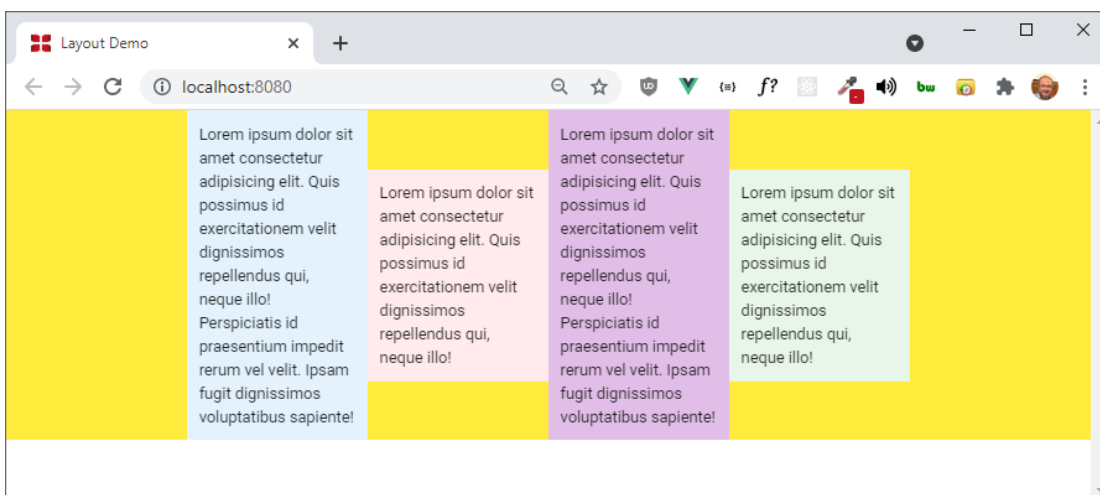 Layout Demo
localhost:8080
{≡} f? bw
Lorem ipsum dolor sit
amet consectetur
adipisicing elit. Quis
possimus id
exercitationem velit
dignissimos
repellendus qui,
neque illo!
Perspiciatis id
praesentium impedit
rerum vel velit. Ipsam
fugit dignissimos
voluptatibus sapiente!
Lorem ipsum dolor sit
amet consectetur
adipisicing elit. Quis
possimus id
exercitationem velit
dignissimos
repellendus qui,
neque illo!
Lorem ipsum dolor sit
amet consectetur
adipisicing elit. Quis
possimus id
exercitationem velit
dignissimos
repellendus qui,
neque illo!
Perspiciatis id
praesentium impedit
rerum vel velit. Ipsam
fugit dignissimos
voluptatibus sapiente!
Lorem ipsum dolor sit
amet consectetur
adipisicing elit. Quis
possimus id
exercitationem velit
dignissimos
repellendus qui,
neque illo!